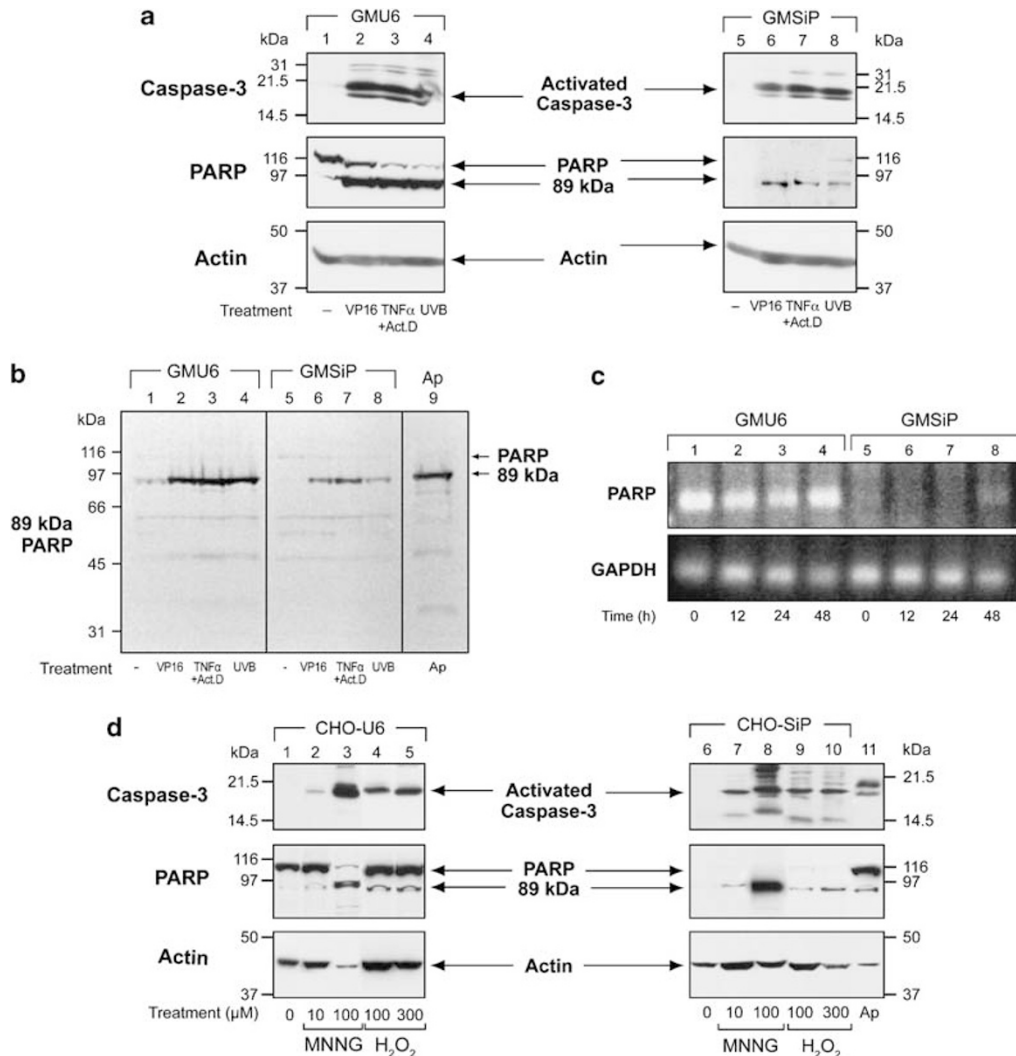 a
GMU6 GMSiP
kDa 1 2 3 4 5 6 7 8 kDa
Caspase-3 31 21.5 14.5 Activated Caspase-3 31 21.5 14.5
PARP 116 97 PARP 89 kDa 116 97
Actin 50 37 Actin 50 37
Treatment – VP16 TNFα +Act.D UVB – VP16 TNFα +Act.D UVB
b
GMU6 GMSiP Ap
1 2 3 4 5 6 7 8 9
kDa
116 PARP
97 89 kDa
66
89 kDa
PARP
45
31
Treatment - VP16 TNFα +Act.D UVB - VP16 TNFα +Act.D UVB Ap
c
GMU6 GMSiP
1 2 3 4 5 6 7 8
PARP
GAPDH
Time (h) 0 12 24 48 0 12 24 48
d
CHO-U6 CHO-SiP
kDa 1 2 3 4 5 6 7 8 9 10 11 kDa
Caspase-3 21.5 14.5 Activated Caspase-3 21.5 14.5
PARP 116 97 PARP 89 kDa 116 97
Actin 50 37 Actin 50 37
Treatment (µM) 0 10 100 100 300 0 10 100 100 300 Ap
MNNG H₂O₂ MNNG H₂O₂